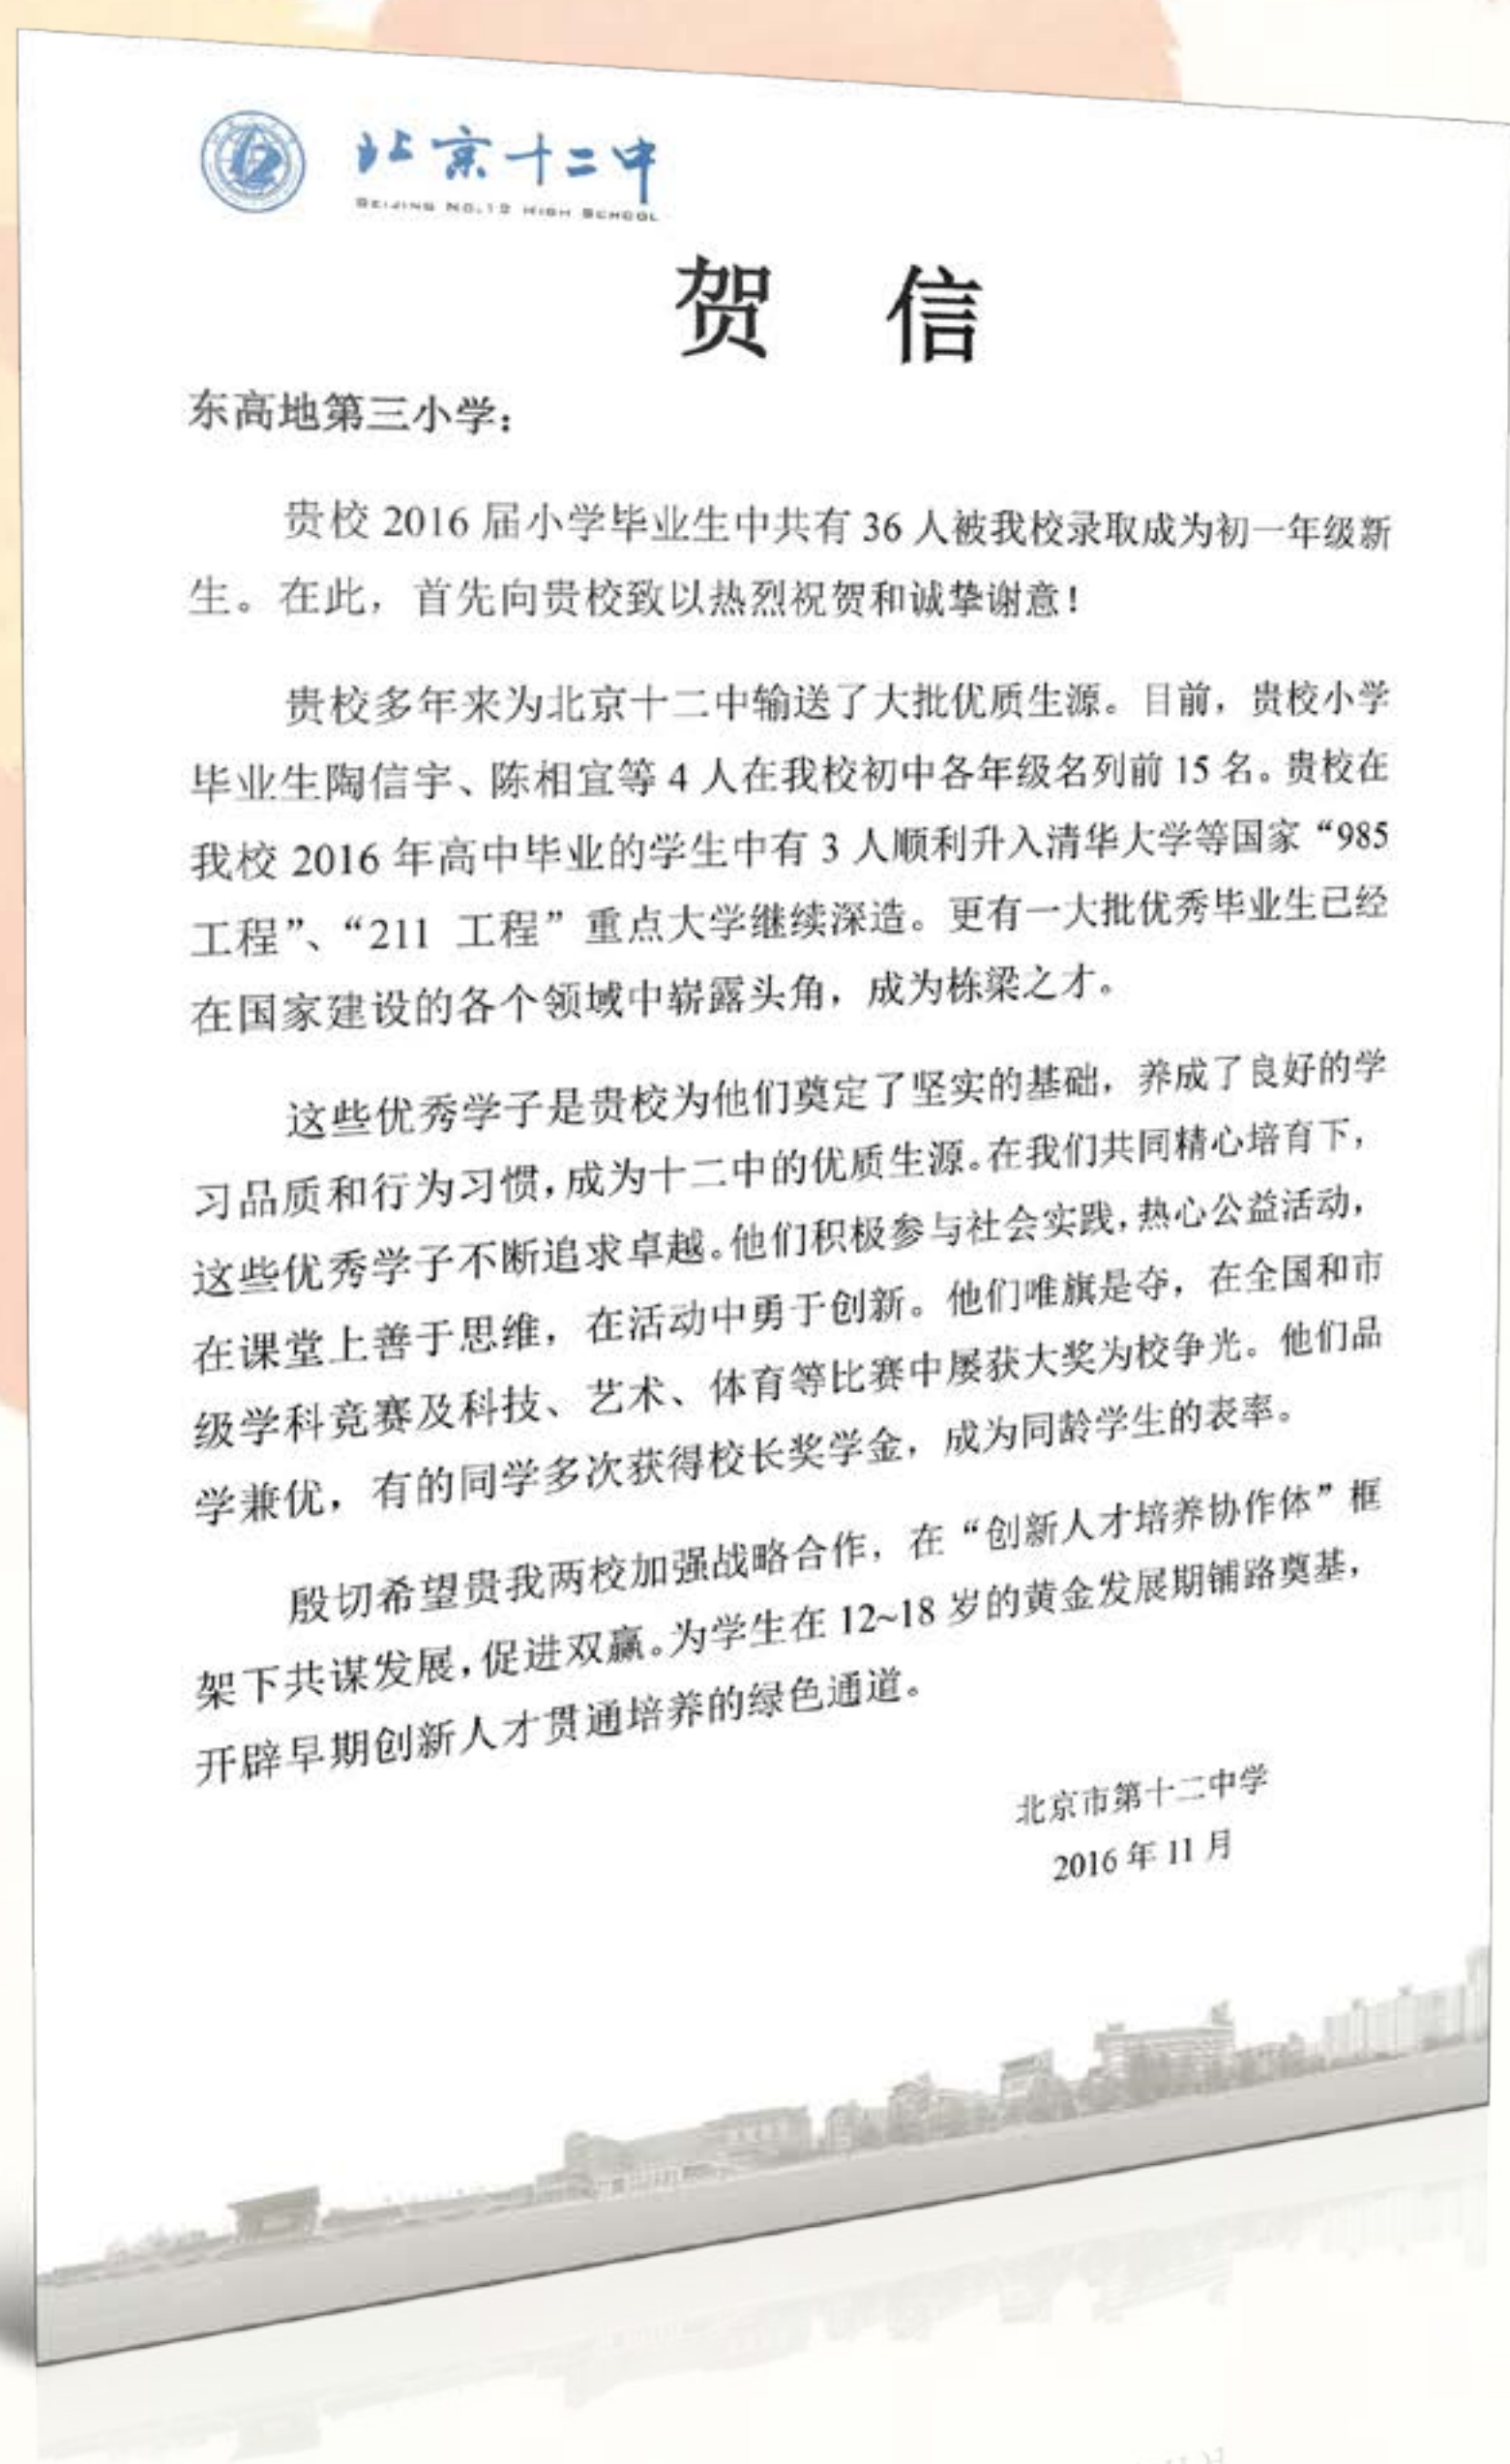 北京十二中
BEIJING NO.12 HIGH SCHOOL
贺 信
东高地第三小学：
贵校 2016 届小学毕业生中共有 36 人被我校录取成为初一年级新
生。在此，首先向贵校致以热烈祝贺和诚挚谢意！
贵校多年来为北京十二中输送了大批优质生源。目前，贵校小学
毕业生陶信宇、陈相宜等 4 人在我校初中各年级名列前 15 名。贵校在
我校 2016 年高中毕业的学生中有 3 人顺利升入清华大学等国家“985
工程”、“211 工程”重点大学继续深造。更有一大批优秀毕业生已经
在国家建设的各个领域中崭露头角，成为栋梁之才。
这些优秀学子是贵校为他们奠定了坚实的基础，养成了良好的学
习品质和行为习惯，成为十二中的优质生源。在我们共同精心培育下，
这些优秀学子不断追求卓越。他们积极参与社会实践，热心公益活动，
在课堂上善于思维，在活动中勇于创新。他们唯旗是夺，在全国和市
级学科竞赛及科技、艺术、体育等比赛中屡获大奖为校争光。他们品
学兼优，有的同学多次获得校长奖学金，成为同龄学生的表率。
殷切希望贵我两校加强战略合作，在“创新人才培养协作体”框
架下共谋发展，促进双赢。为学生在 12~18 岁的黄金发展期铺路奠基，
开辟早期创新人才贯通培养的绿色通道。
北京市第十二中学
2016 年 11 月